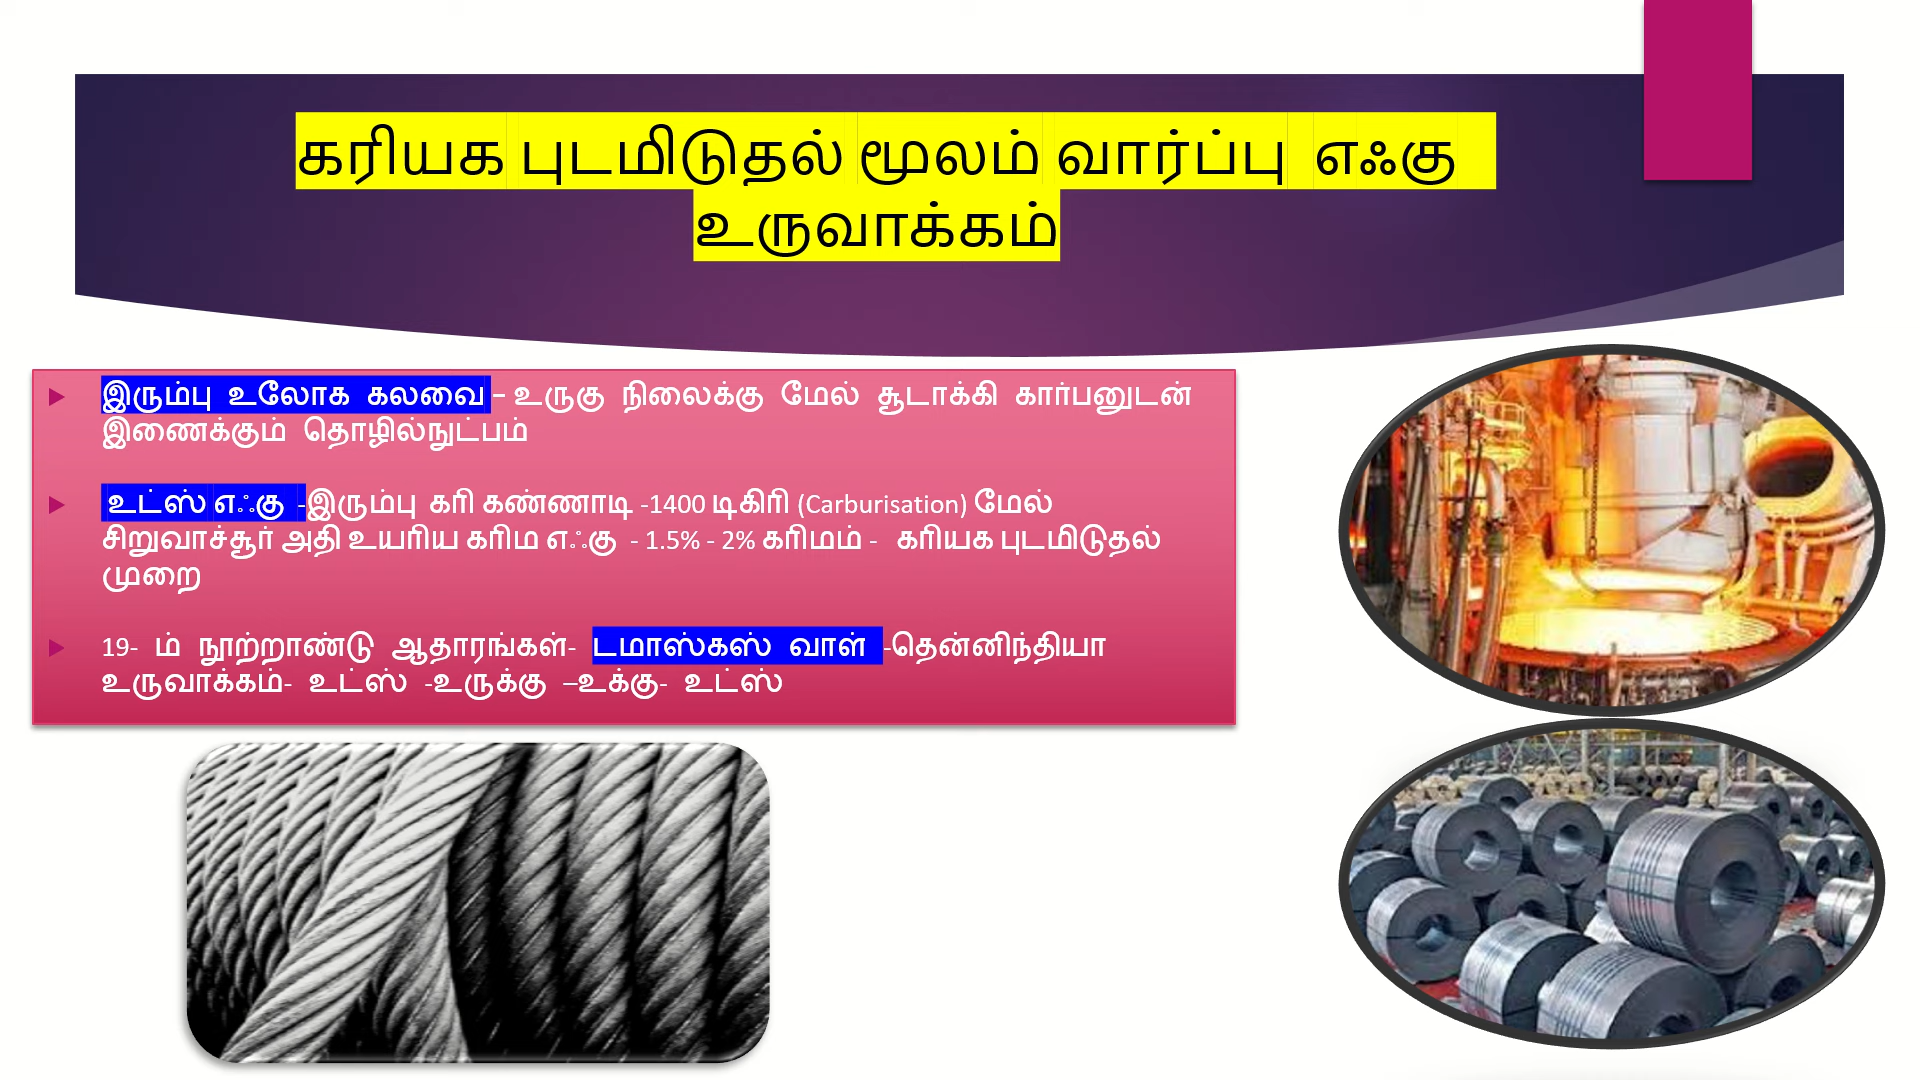 கரியக புடமிடுதல் மூலம் வார்ப்பு எஃகு
உருவாக்கம்
இரும்பு உலோக கலவை – உருகு நிலைக்கு மேல் சூடாக்கி கார்பனுடன்
இணைக்கும் தொழில்நுட்பம்
உட்ஸ் எஃகு -இரும்பு கரி கண்ணாடி -1400 டிகிரி (Carburisation) மேல்
சிறுவாச்சூர் அதி உயரிய கரிம எஃகு - 1.5% - 2% கரிமம் - கரியக புடமிடுதல்
முறை
19- ம் நூற்றாண்டு ஆதாரங்கள்- டமாஸ்கஸ் வாள் -தென்னிந்தியா
உருவாக்கம்- உட்ஸ் -உருக்கு –உக்கு- உட்ஸ்